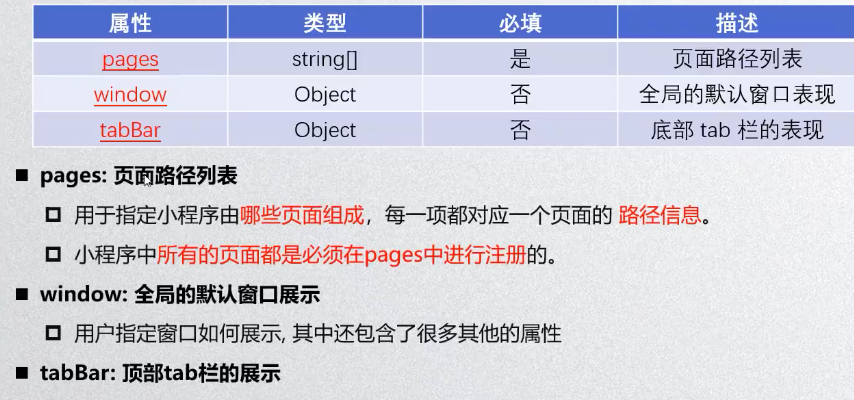 属性 类型 必填 描述
pages string[] 是 页面路径列表
window Object 否 全局的默认窗口表现
tabBar Object 否 底部 tab 栏的表现
pages: 页面路径列表
用于指定小程序由哪些页面组成，每一项都对应一个页面的 路径信息。
小程序中所有的页面都是必须在pages中进行注册的。
window: 全局的默认窗口展示
用户指定窗口如何展示, 其中还包含了很多其他的属性
tabBar: 顶部tab栏的展示